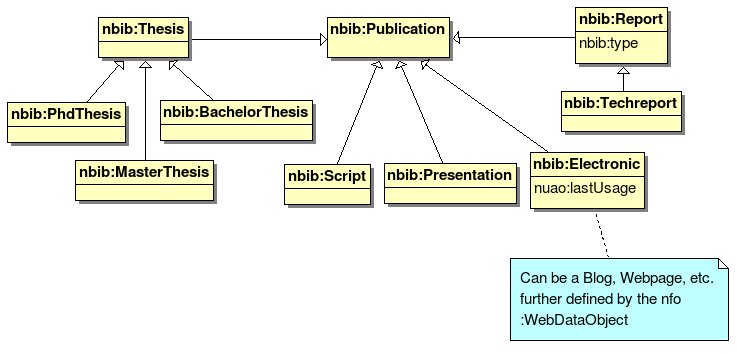 nbib:Thesis
nbib:Publication
nbib:Report
nbib:type
nbib:PhdThesis
nbib:BachelorThesis
nbib:Techreport
nbib:MasterThesis
nbib:Script
nbib:Presentation
nbib:Electronic
nuao:lastUsage
Can be a Blog, Webpage, etc.
further defined by the nfo
:WebDataObject